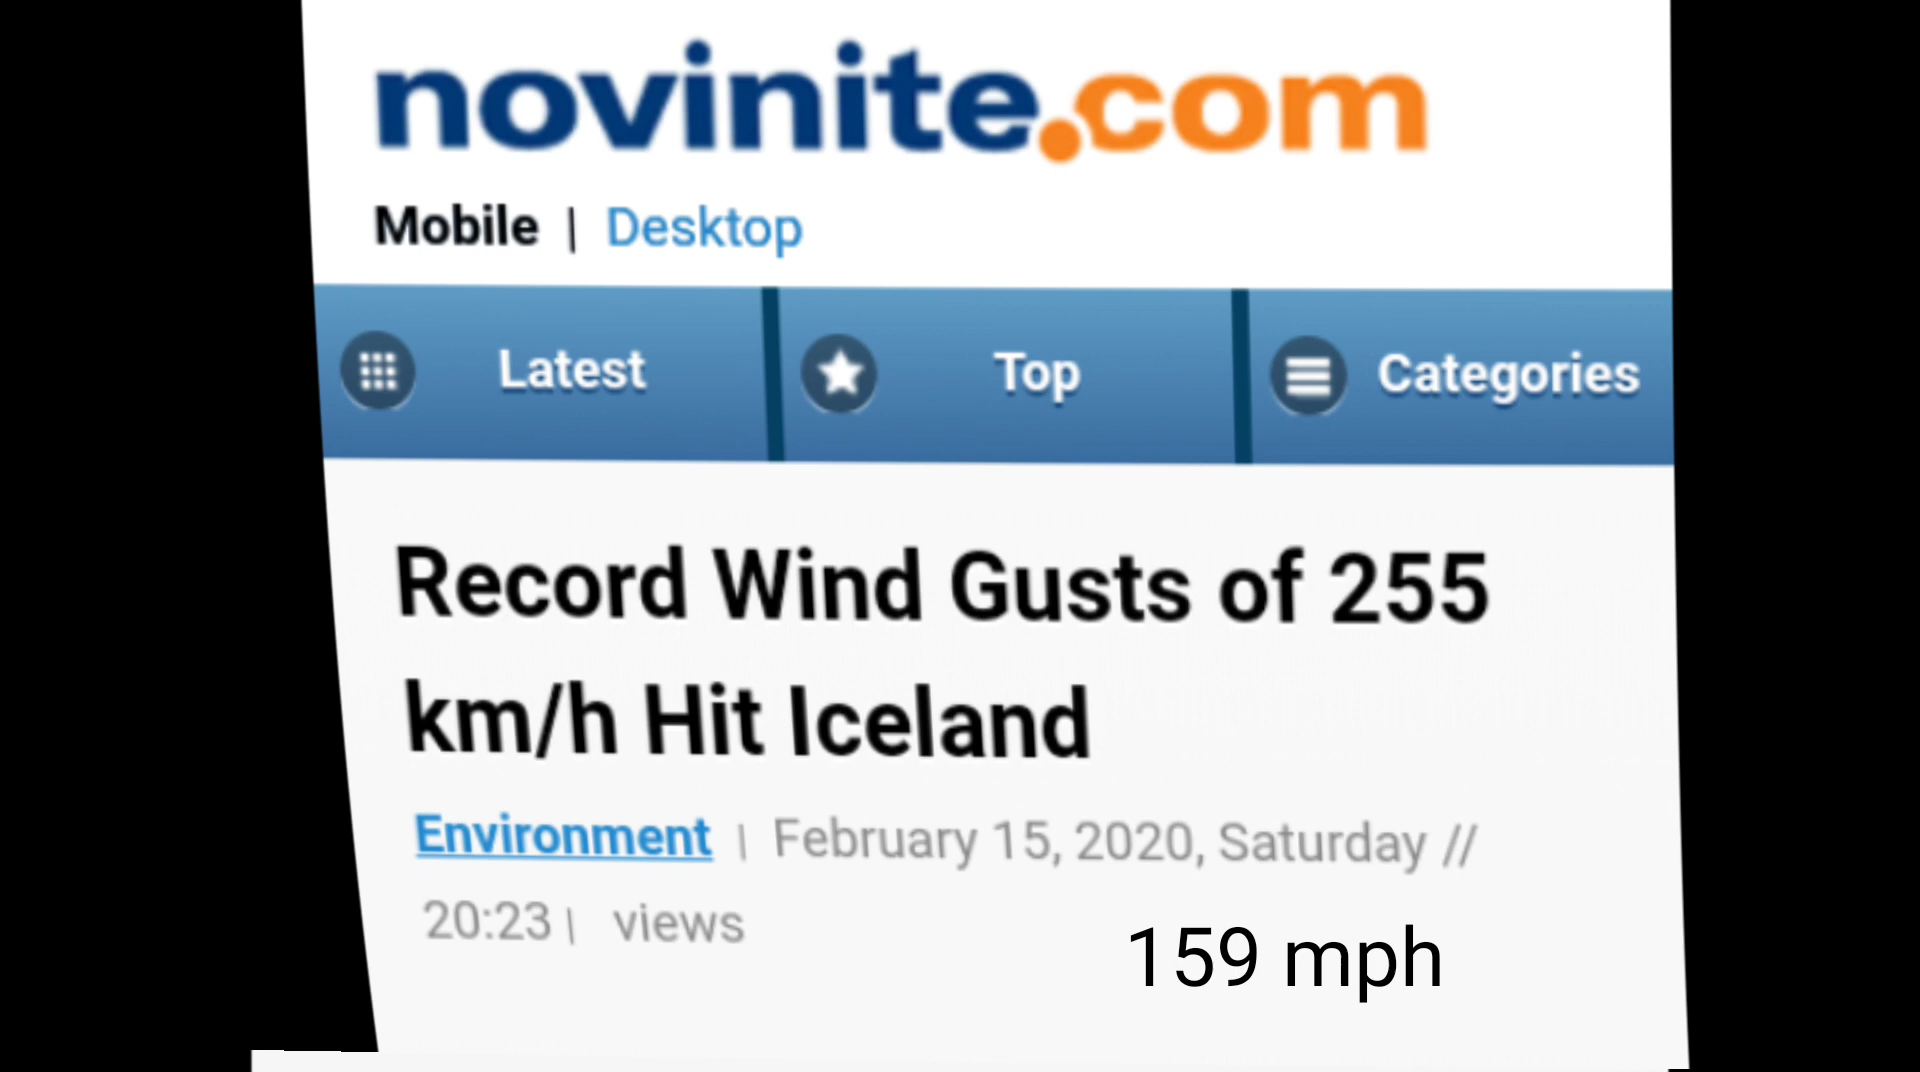 novinite.com
Mobile | Desktop
Latest Top Categories
Record Wind Gusts of 255
km/h Hit Iceland
Environment | February 15, 2020, Saturday //
20:23 | views
159 mph